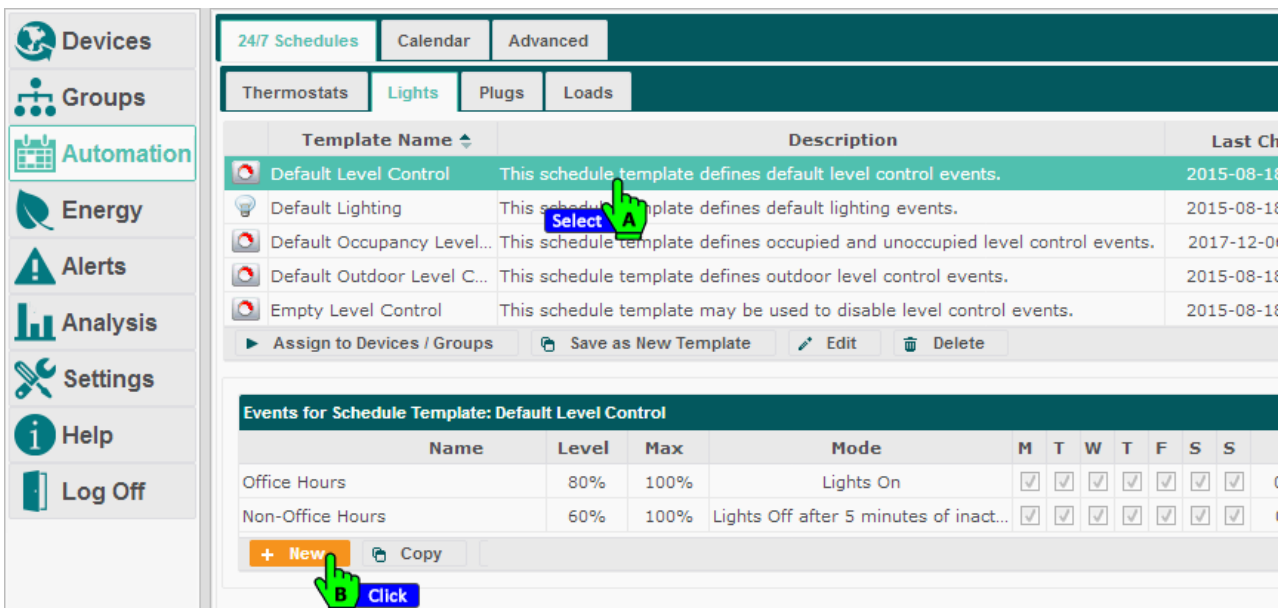 Devices
Groups
Automation
Energy
Alerts
Analysis
Settings
Help
Log Off
24/7 Schedules Calendar Advanced
Thermostats Lights Plugs Loads
Template Name Description Last Ch
Default Level Control This schedule template defines default level control events. 2015-08-18
Default Lighting This template defines default lighting events. 2015-08-18
Select A
Default Occupancy Level... This schedule template defines occupied and unoccupied level control events. 2017-12-0
Default Outdoor Level C... This schedule template defines outdoor level control events. 2015-08-18
Empty Level Control This schedule template may be used to disable level control events. 2015-08-18
Assign to Devices / Groups Save as New Template Edit Delete
Events for Schedule Template: Default Level Control
Name Level Max Mode M T W T F S S
Office Hours 80% 100% Lights On
Non-Office Hours 60% 100% Lights Off after 5 minutes of inact...
+ New Copy
B Click